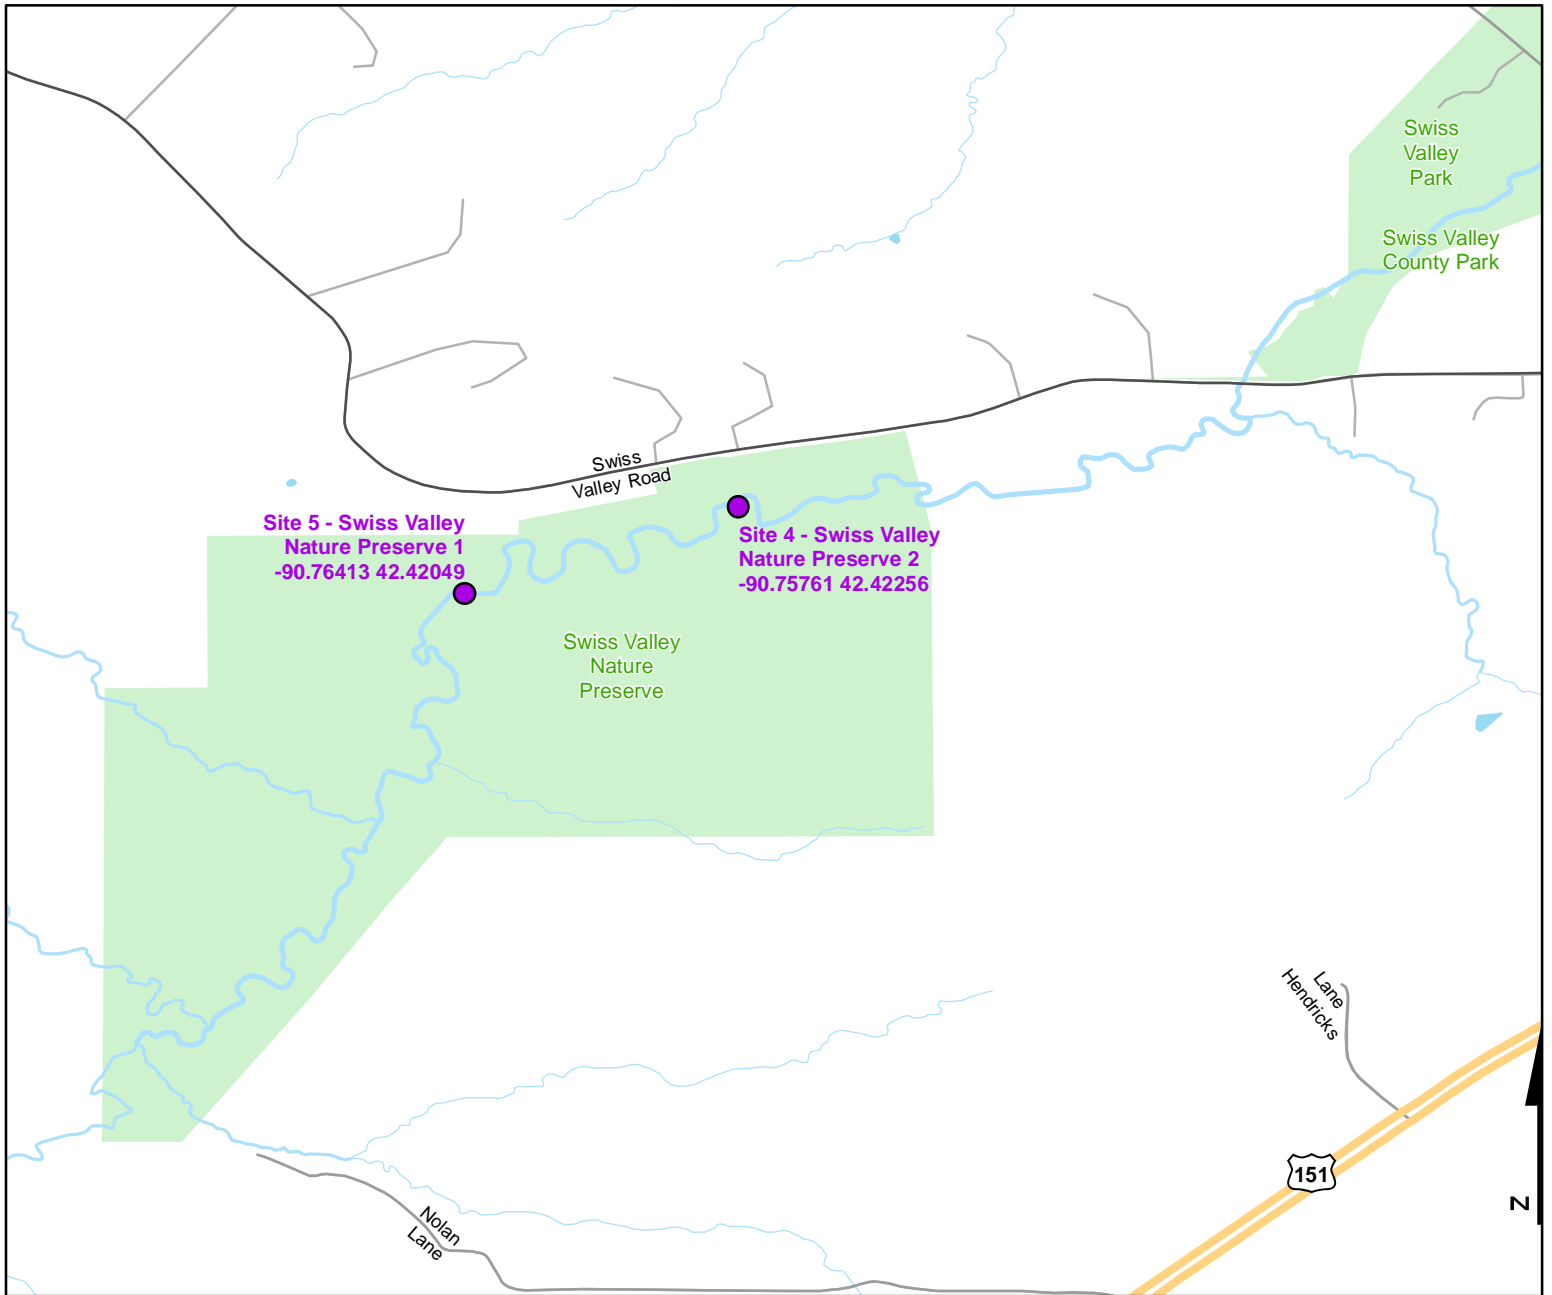 Swiss
Valley
Park
Swiss Valley
County Park
Swiss
Valley Road
Site 5 - Swiss Valley
Nature Preserve 1
-90.76413 42.42049
Site 4 - Swiss Valley
Nature Preserve 2
-90.75761 42.42256
Swiss Valley
Nature
Preserve
Lane
Hendricks
151
N
Nolan
Lane